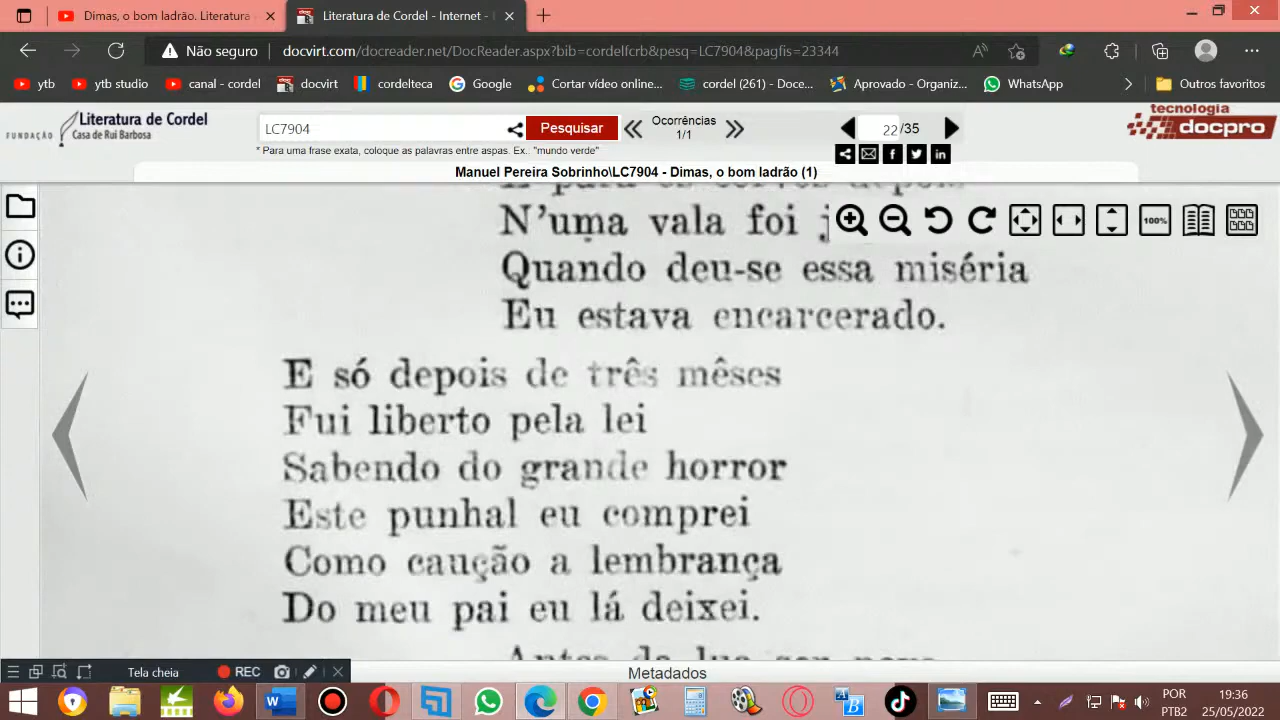 Dimas, o bom ladrão. Literatura
Literatura de Cordel - Internet -
Não seguro
docvirt.com/docreader.net/DocReader.aspx?bib=cordelfcrb&pesq=LC7904&pagfis=23344
ytb
ytb studio
canal - cordel
docvirt
cordelteca
Google
Cortar vídeo online...
cordel (261) - Doce...
Aprovado - Organiz...
WhatsApp
Outros favoritos
FUNDAÇÃO
Literatura de Cordel
Casa de Rui Barbosa
LC7904
Pesquisar
* Para uma frase exata, coloque as palavras entre aspas. Ex.. "mundo verde"
Ocorrências
1/1
22 /35
tecnologia
docpro
Manuel Pereira Sobrinho\LC7904 - Dimas, o bom ladrão (1)
100%
N'uma vala foi
Quando deu-se essa miséria
Eu estava encarcerado.
E só depois de três mêses
Fui liberto pela lei
Sabendo do grande horror
Este punhal eu comprei
Como caução a lembrança
Do meu pai eu lá deixei.
Metadados
Tela cheia
REC
POR
PTB2
19:36
25/05/2022